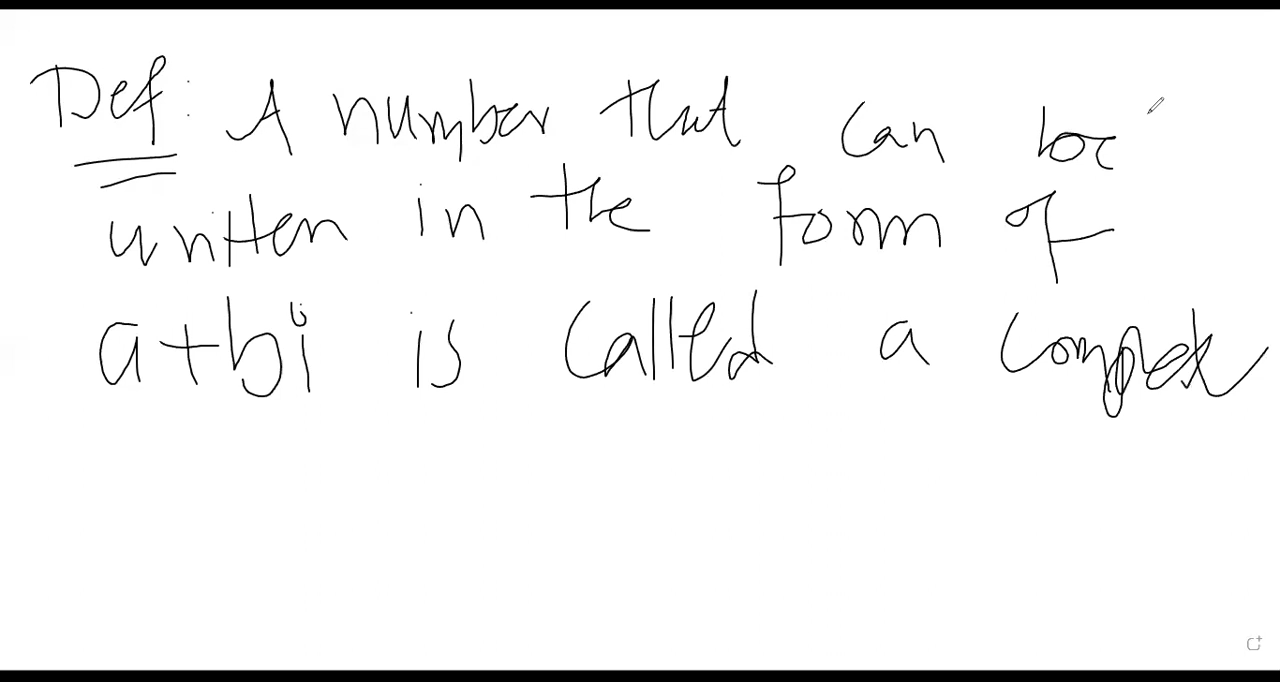 Def: A number that can be
written in the form of
a+bi is called a complex